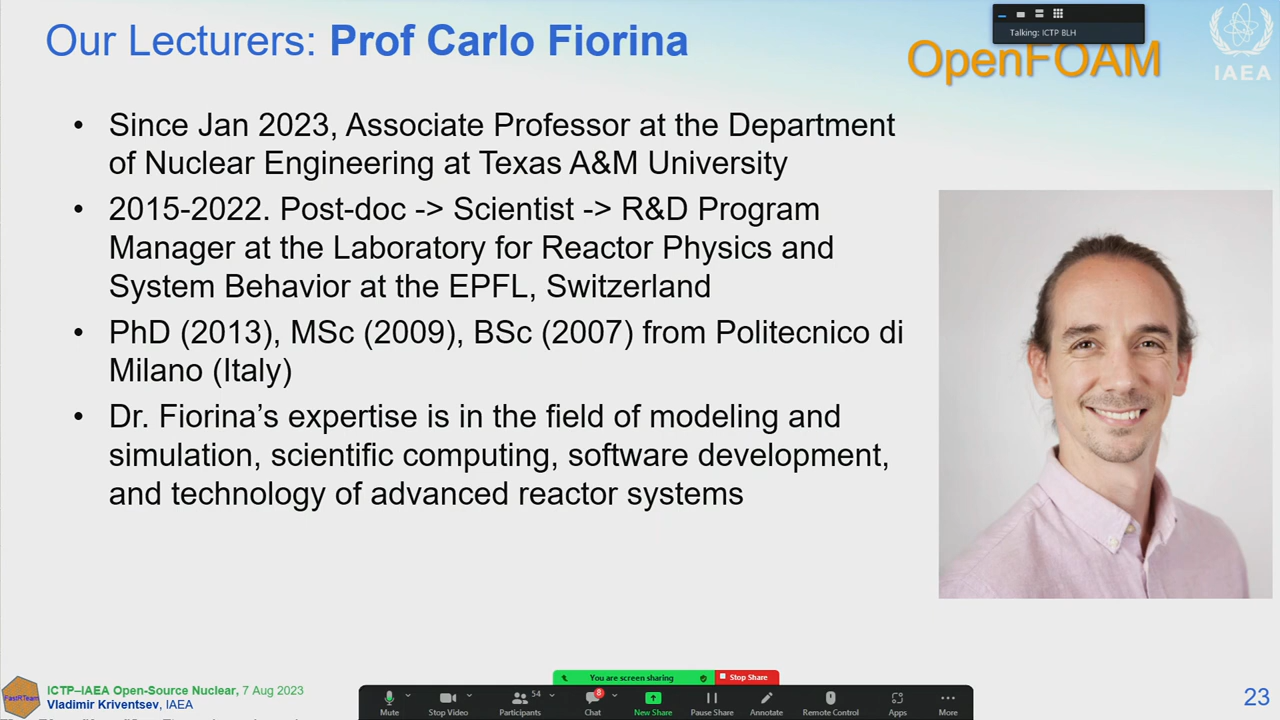 Our Lecturers: Prof Carlo Fiorina
Talking: ICTP BLH
OpenFOAM
IAEA
• Since Jan 2023, Associate Professor at the Department
of Nuclear Engineering at Texas A&M University
• 2015-2022. Post-doc -> Scientist -> R&D Program
Manager at the Laboratory for Reactor Physics and
System Behavior at the EPFL, Switzerland
• PhD (2013), MSc (2009), BSc (2007) from Politecnico di
Milano (Italy)
• Dr. Fiorina’s expertise is in the field of modeling and
simulation, scientific computing, software development,
and technology of advanced reactor systems
You are screen sharing
Stop Share
FastRTeam
ICTP–IAEA Open-Source Nuclear, 7 Aug 2023
Vladimir Kriventsev, IAEA
54
8
Mute
Stop Video
Participants
Chat
New Share
Pause Share
Annotate
Remote Control
Apps
More
23